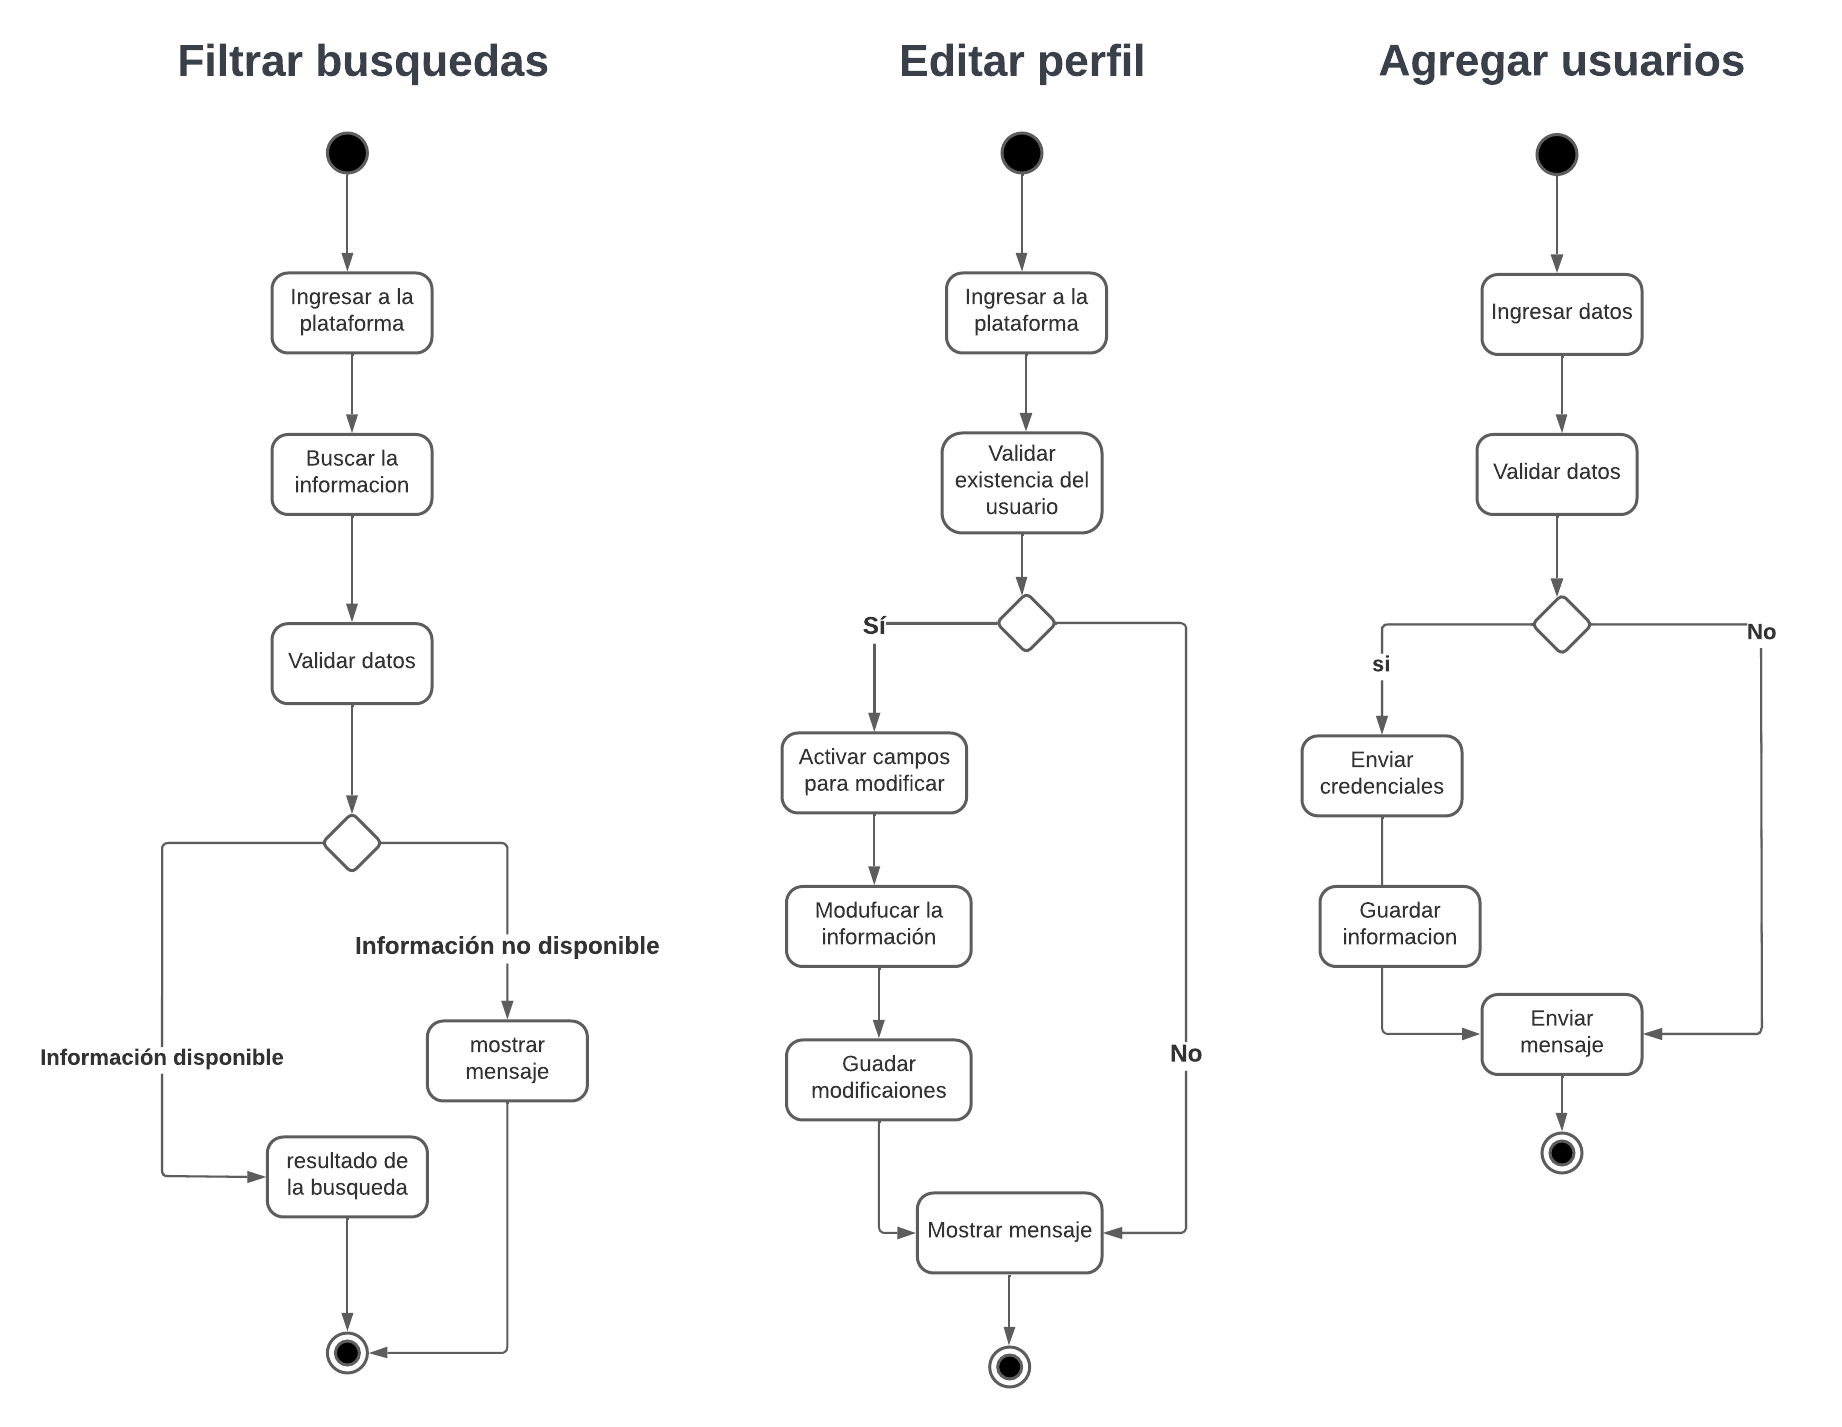 Filtrar busquedas
Ingresar a la
plataforma
Buscar la
informacion
Validar datos
Información no disponible
Información disponible
mostrar
mensaje
resultado de
la busqueda
Editar perfil
Ingresar a la
plataforma
Validar
existencia del
usuario
Sí
Activar campos
para modificar
Modufucar la
información
Guadar
modificaiones
No
Mostrar mensaje
Agregar usuarios
Ingresar datos
Validar datos
No
si
Enviar
credenciales
Guardar
informacion
Enviar
mensaje